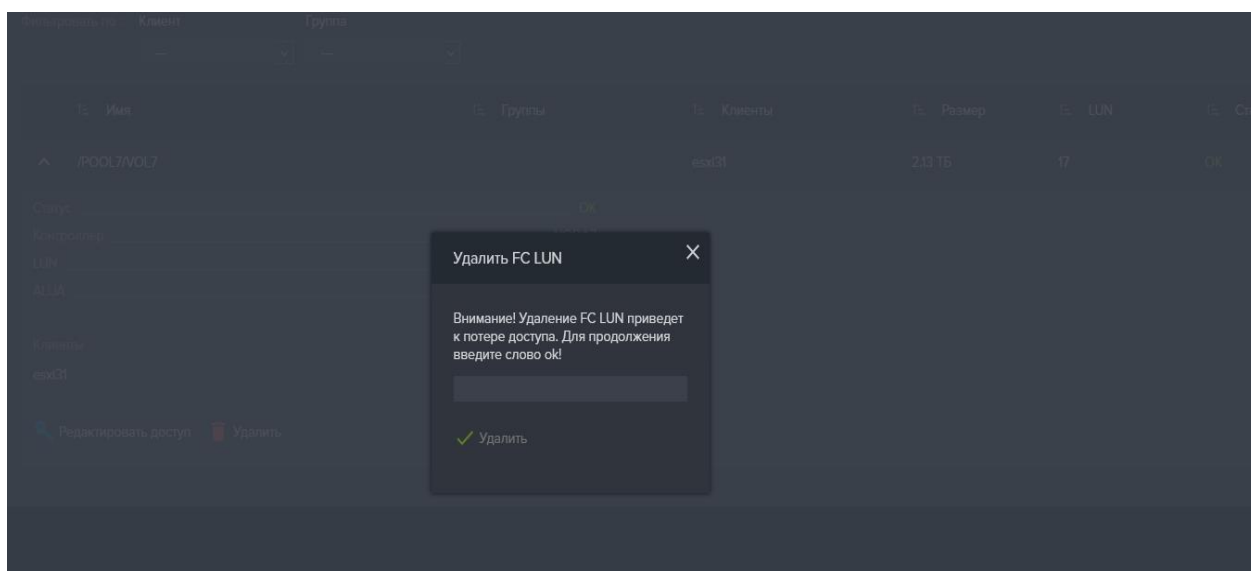 Фильтровать по: Клиент Группа
--- ---
Имя Группы Клиенты Размер LUN
/POOL7/VOL7 esxi31 2.13 ТБ 17 OK
Статус OK
Контроллер
LUN
ALUA
Клиенты
esxi31
Редактировать доступ Удалить
Удалить FC LUN
Внимание! Удаление FC LUN приведет
к потере доступа. Для продолжения
введите слово ok!
Удалить